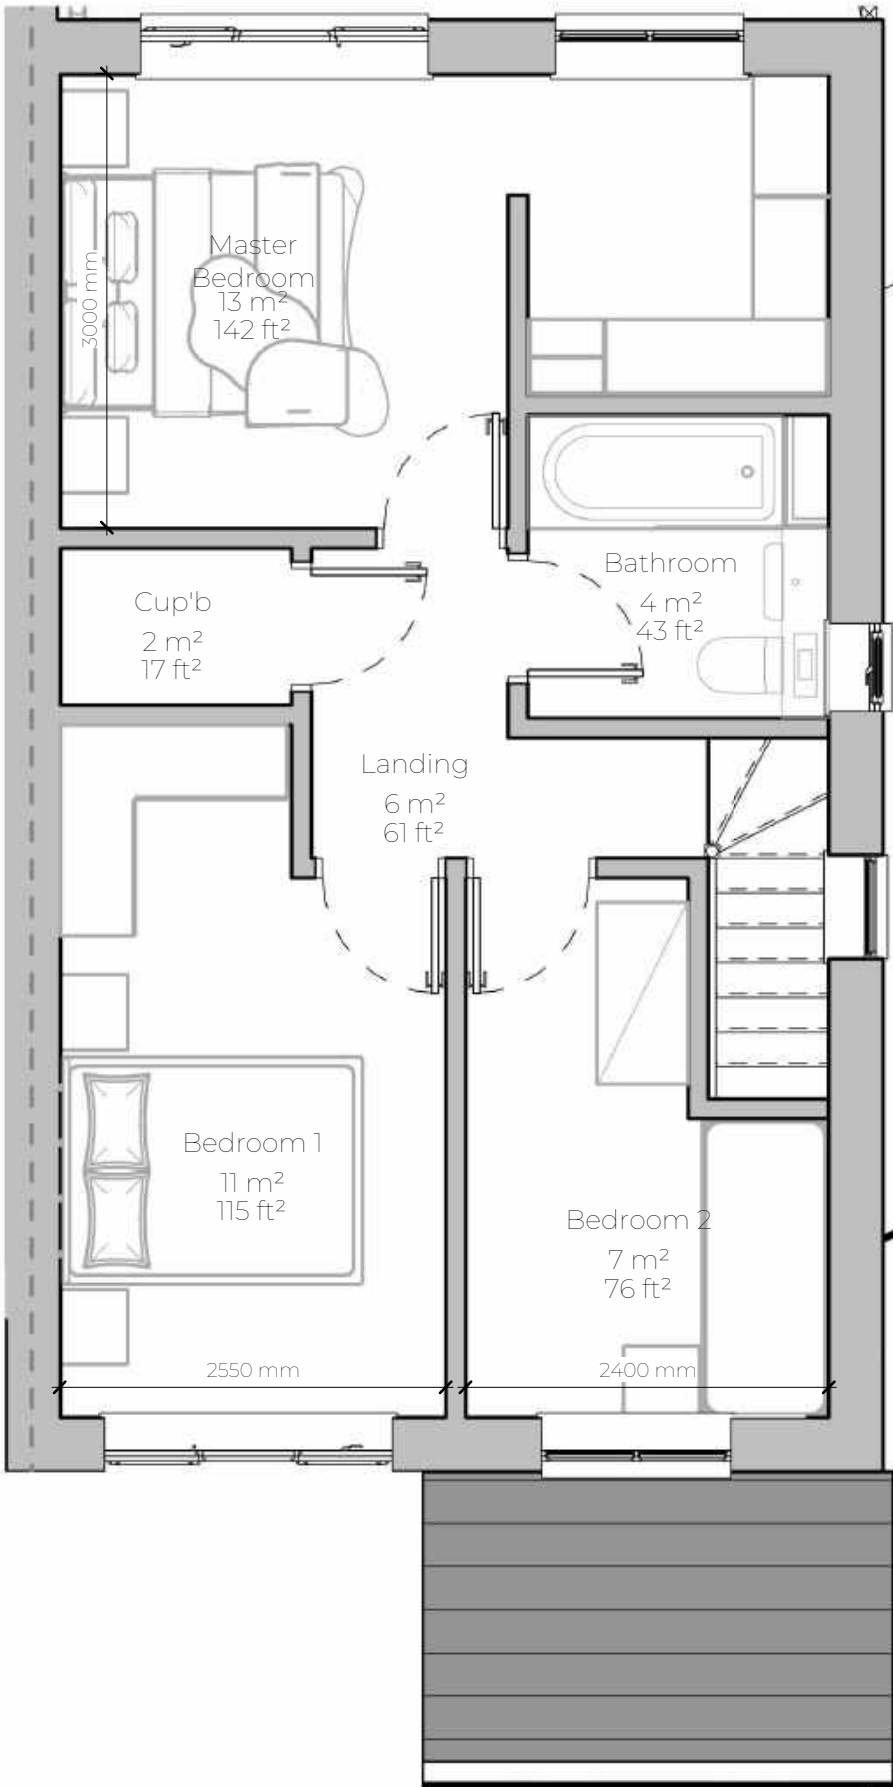 Master
Bedroom
13 m²
142 ft²
3000 mm
Bathroom
4 m²
43 ft²
Cup'b
2 m²
17 ft²
Landing
6 m²
61 ft²
Bedroom 1
11 m²
115 ft²
Bedroom 2
7 m²
76 ft²
2550 mm
2400 mm